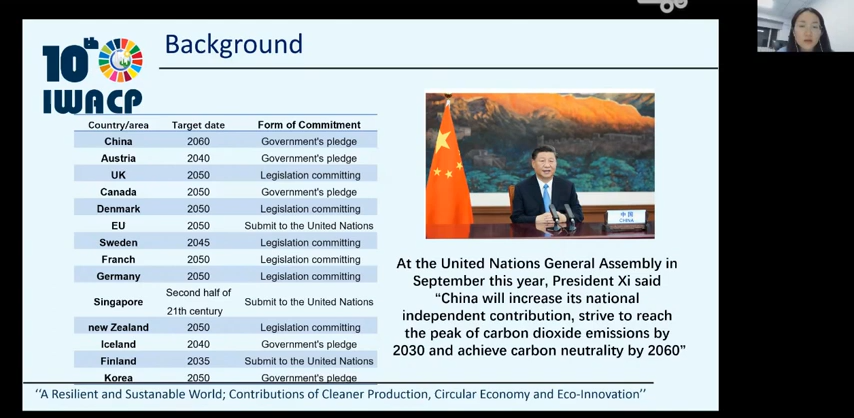 10th
IWACP
Background
Country/area Target date Form of Commitment
China 2060 Government's pledge
Austria 2040 Government's pledge
UK 2050 Legislation committing
Canada 2050 Government's pledge
Denmark 2050 Legislation committing
EU 2050 Submit to the United Nations
Sweden 2045 Legislation committing
Franch 2050 Legislation committing
Germany 2050 Legislation committing
Singapore Second half of 21th century Submit to the United Nations
new Zealand 2050 Legislation committing
Iceland 2040 Government's pledge
Finland 2035 Submit to the United Nations
Korea 2050 Government's pledge
中国
CHINA
At the United Nations General Assembly in
September this year, President Xi said
“China will increase its national
independent contribution, strive to reach
the peak of carbon dioxide emissions by
2030 and achieve carbon neutrality by 2060”
“A Resilient and Sustanable World; Contributions of Cleaner Production, Circular Economy and Eco-Innovation”